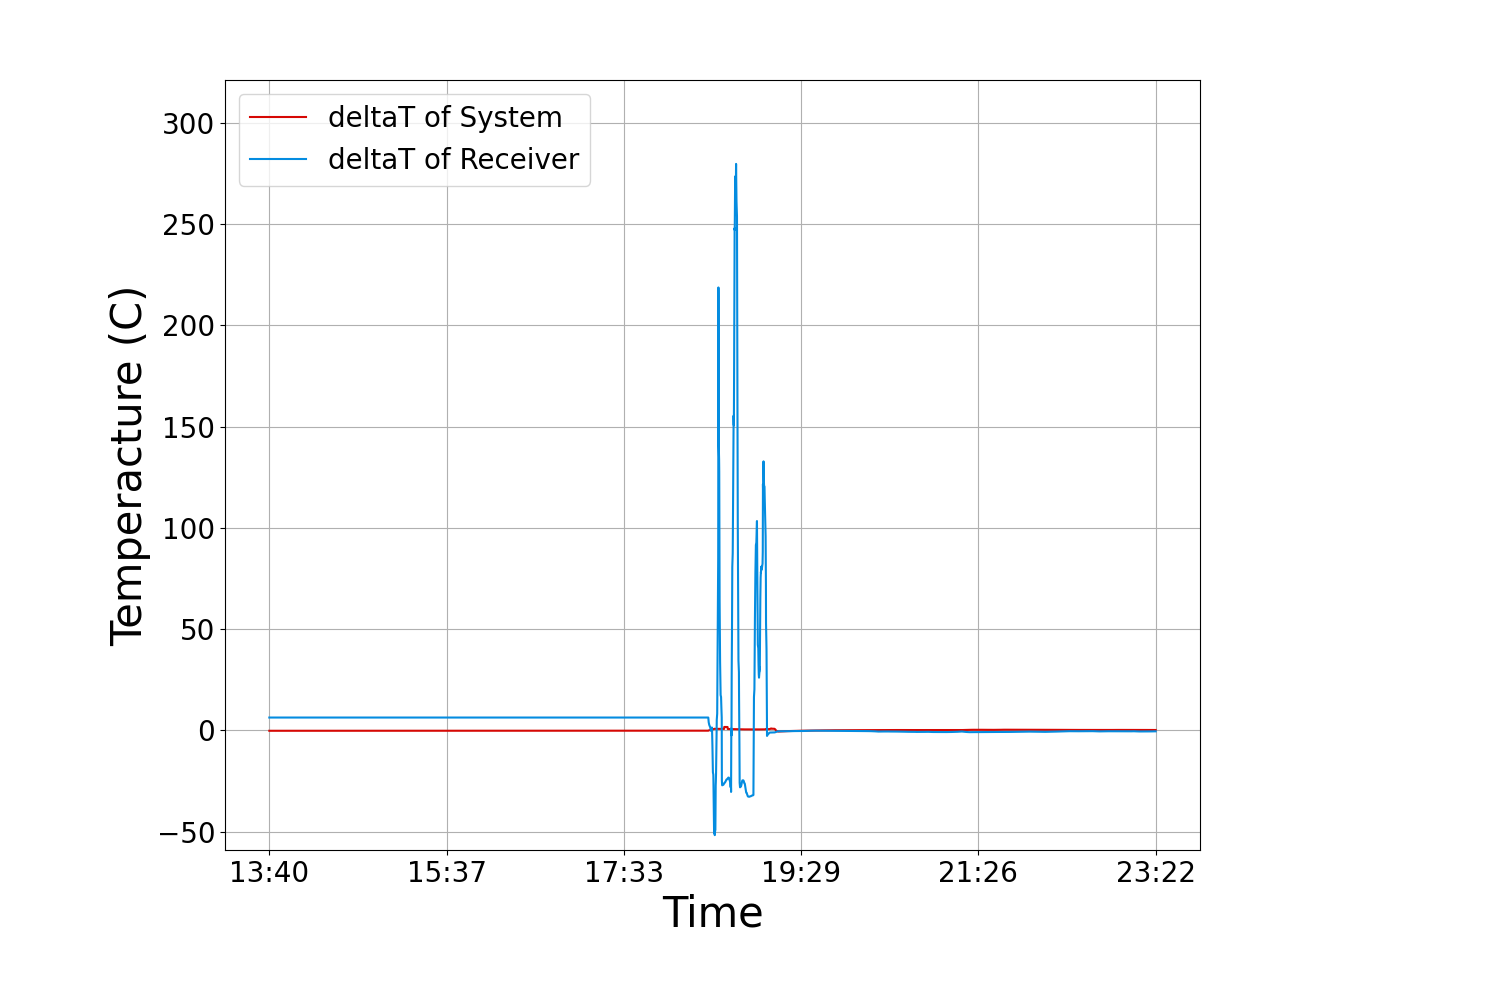 deltaT of System
deltaT of Receiver
300
250
200
150
100
50
0
−50
Temperacture (C)
13:40 15:37 17:33 19:29 21:26 23:22
Time